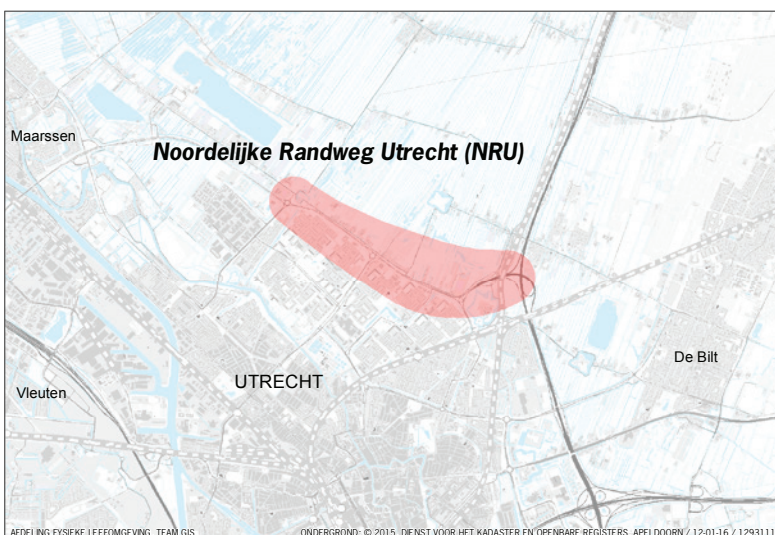 Maarssen
Noordelijke Randweg Utrecht (NRU)
De Bilt
UTRECHT
Vleuten
AFDELING FYSIEKE LEEFOMGEVING, TEAM GIS
ONDERGROND: © 2015, DIENST VOOR HET KADASTER EN OPENBARE REGISTERS, APELDOORN / 12-01-16 / 1293111